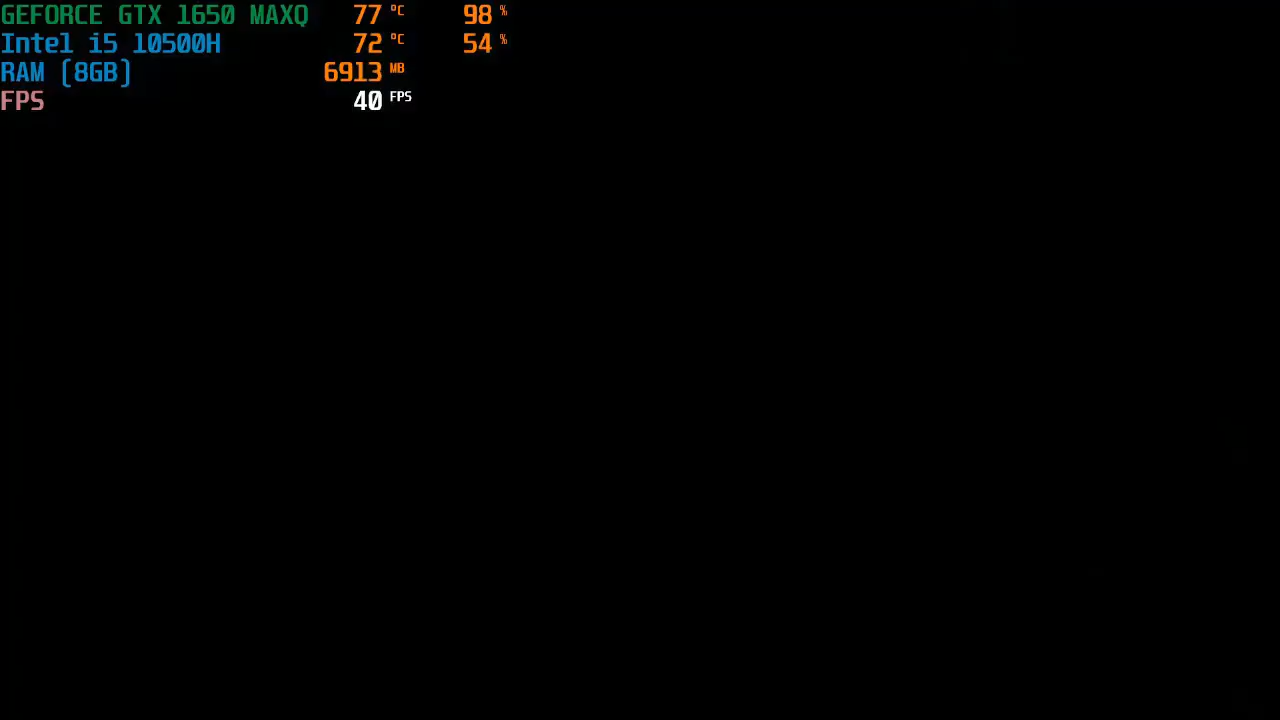 GEFORCE GTX 1650 MAXQ 77 °C 98 %
Intel i5 10500H 72 °C 54 %
RAM [8GB] 6913 MB
FPS 40 FPS